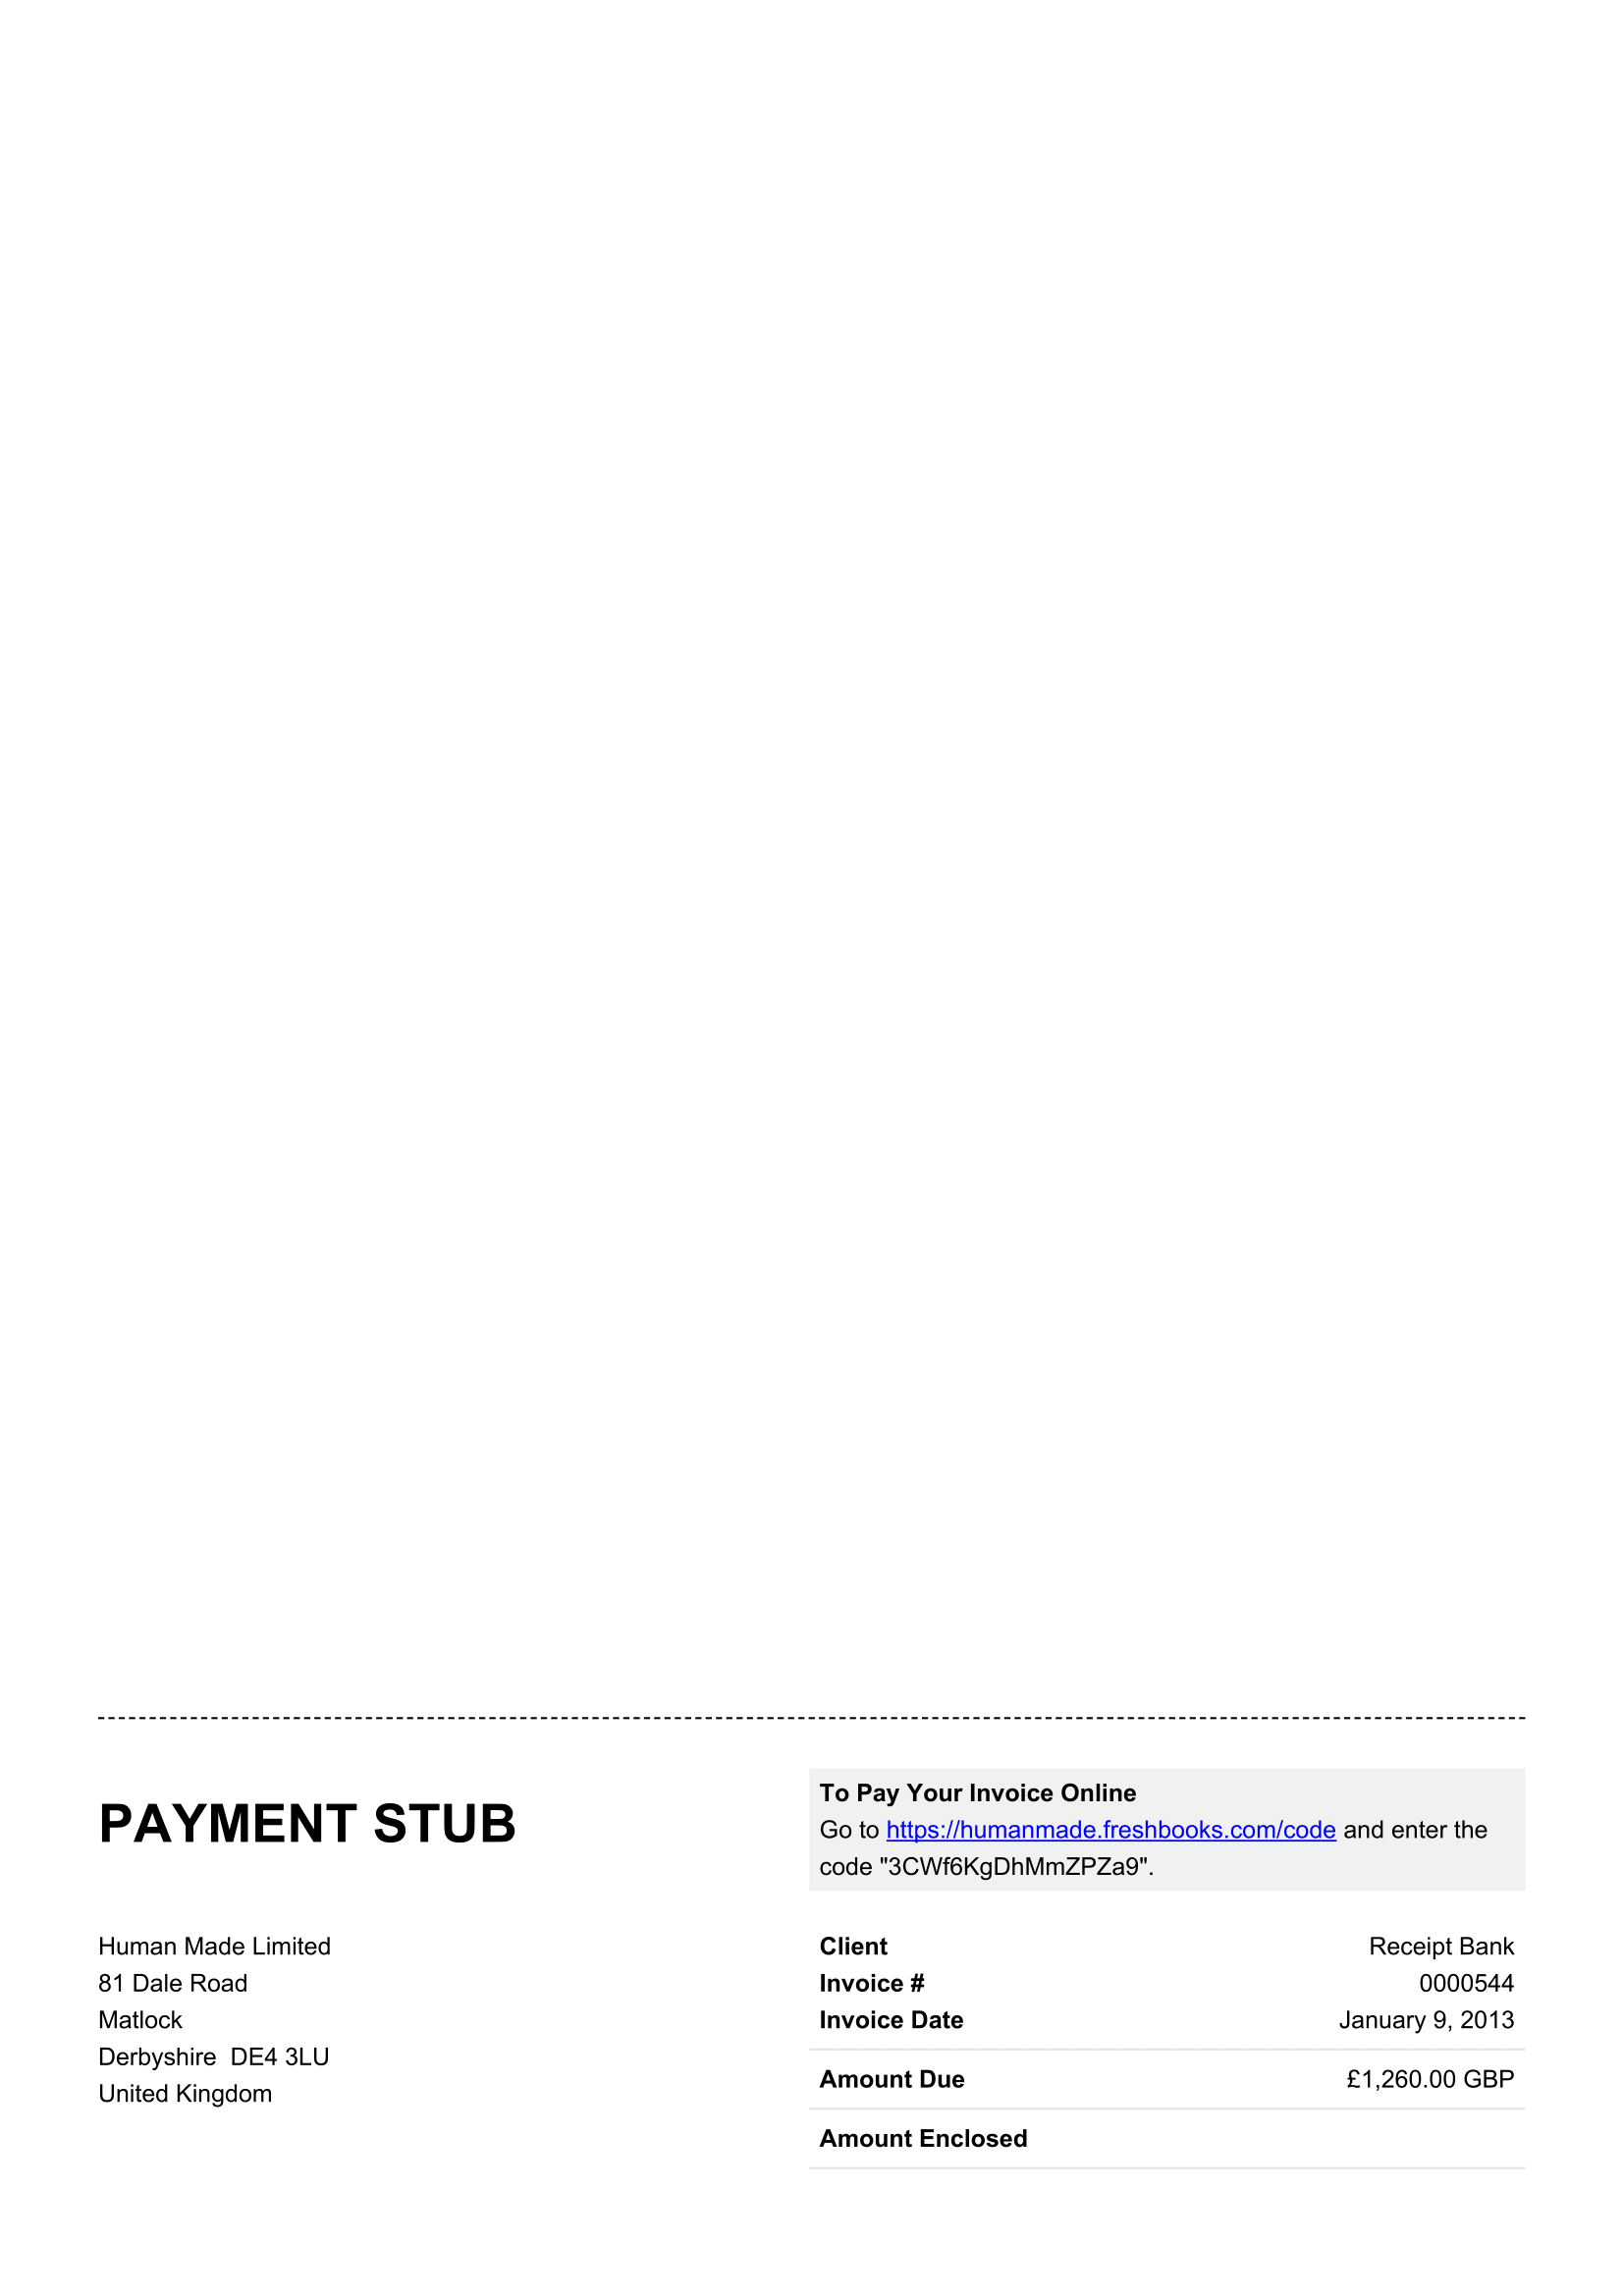 PAYMENT STUB
To Pay Your Invoice Online
Go to https://humanmade.freshbooks.com/code and enter the
code "3CWf6KgDhMmZPZa9".
Human Made Limited
81 Dale Road
Matlock
Derbyshire  DE4 3LU
United Kingdom
Client Receipt Bank
Invoice # 0000544
Invoice Date January 9, 2013
Amount Due £1,260.00 GBP
Amount Enclosed